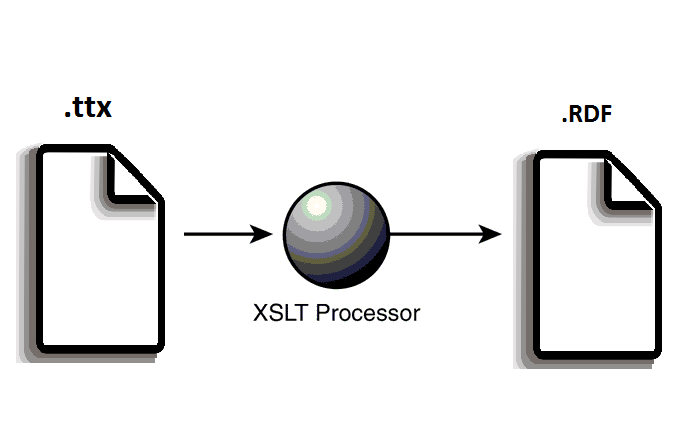 .ttx
.RDF
XSLT Processor